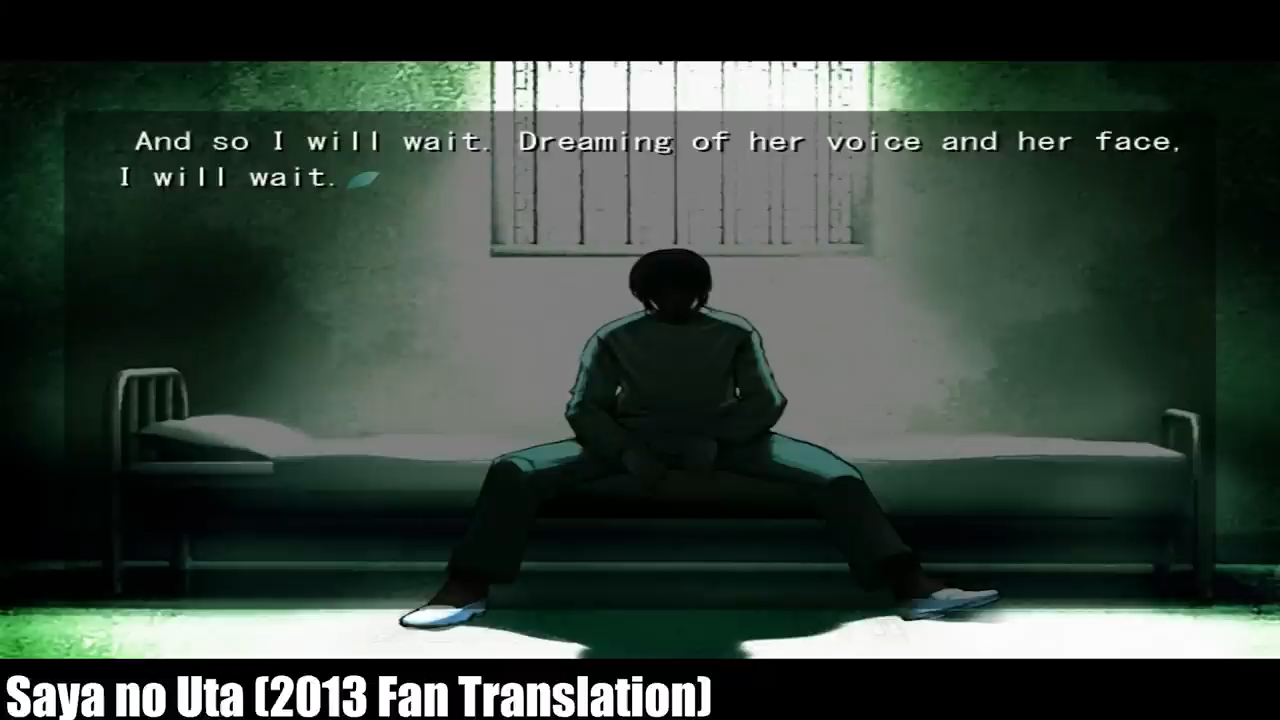 And so I will wait. Dreaming of her voice and her face,
I will wait.
Saya no Uta (2013 Fan Translation)